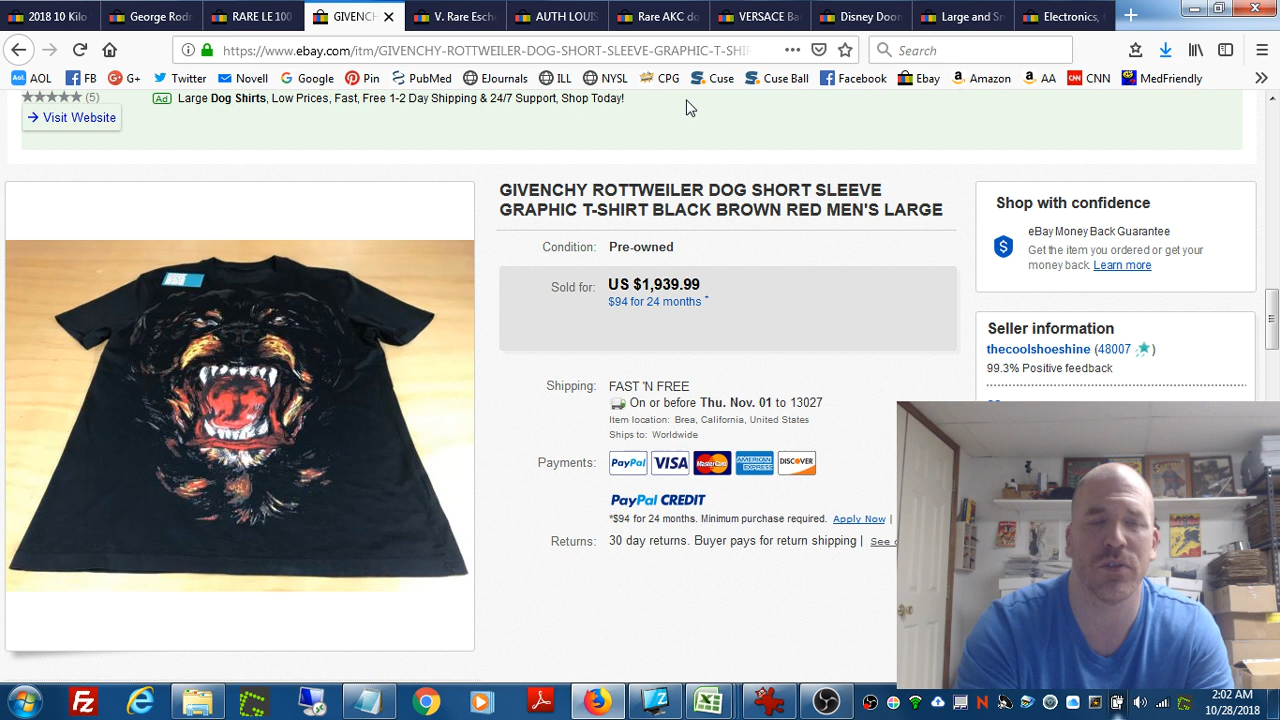 2018 10 Kilo
George Rodr
RARE LE 100
GIVENCHY
V. Rare Esch
AUTH LOUIS
Rare AKC do
VERSACE Ba
Disney Doon
Large and Sm
Electronics, C
https://www.ebay.com/itm/GIVENCHY-ROTTWEILER-DOG-SHORT-SLEEVE-GRAPHIC-T-SHIR
Search
AOL FB G+ Twitter Novell Google Pin PubMed EJournals ILL NYSL CPG Cuse Cuse Ball Facebook Ebay Amazon AA CNN MedFriendly
(5)
Ad Large Dog Shirts, Low Prices, Fast, Free 1-2 Day Shipping & 24/7 Support, Shop Today!
→ Visit Website
GIVENCHY ROTTWEILER DOG SHORT SLEEVE
GRAPHIC T-SHIRT BLACK BROWN RED MEN'S LARGE
Condition: Pre-owned
Sold for: US $1,939.99
$94 for 24 months *
Shipping: FAST 'N FREE
On or before Thu. Nov. 01 to 13027
Item location: Brea, California, United States
Ships to: Worldwide
Payments: PayPal VISA MasterCard AMERICAN EXPRESS DISCOVER
PayPal CREDIT
*$94 for 24 months. Minimum purchase required. Apply Now |
Returns: 30 day returns. Buyer pays for return shipping | See
Shop with confidence
eBay Money Back Guarantee
Get the item you ordered or get your
money back. Learn more
Seller information
thecoolshoeshine (48007 )
99.3% Positive feedback
2:02 AM
10/28/2018